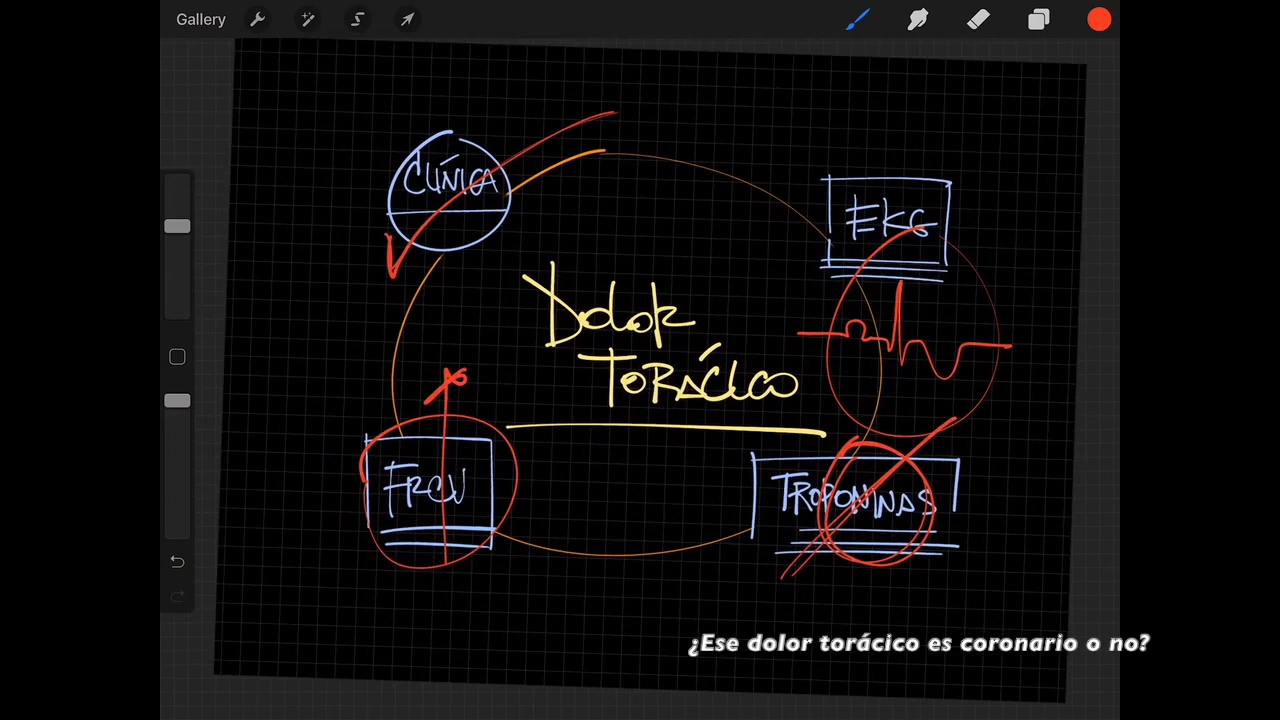 Gallery
CLÍNICA
EKG
DOLOR
TORÁCICO
FRCV
TROPONINAS
¿Ese dolor torácico es coronario o no?